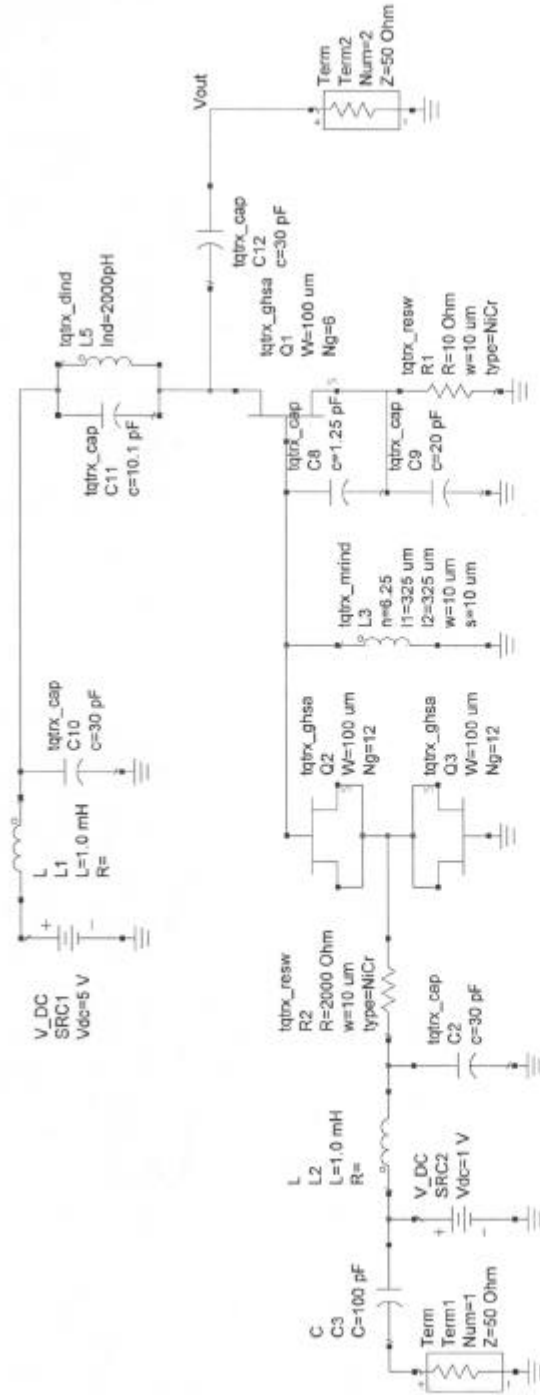 V_DC
SRC1
Vdc=5 V
+
-
L
L1
L=1.0 mH
R=
tqtrx_cap
C10
c=30 pF
tqtrx_cap
C11
c=10.1 pF
tqtrx_dind
L5
Ind=2000pH
tqtrx_cap
C12
c=30 pF
Vout
Term
Term2
Num=2
Z=50 Ohm
+
-
tqtrx_ghsa
Q1
W=100 um
Ng=6
tqtrx_cap
C8
c=1.25 pF
tqtrx_cap
C9
c=20 pF
tqtrx_resw
R1
R=10 Ohm
w=10 um
type=NiCr
tqtrx_mrind
L3
n=6.25
l1=325 um
l2=325 um
w=10 um
s=10 um
tqtrx_ghsa
Q2
W=100 um
Ng=12
tqtrx_ghsa
Q3
W=100 um
Ng=12
tqtrx_resw
R2
R=2000 Ohm
w=10 um
type=NiCr
tqtrx_cap
C2
c=30 pF
L
L2
L=1.0 mH
R=
V_DC
SRC2
Vdc=1 V
+
-
C
C3
C=100 pF
Term
Term1
Num=1
Z=50 Ohm
+
-